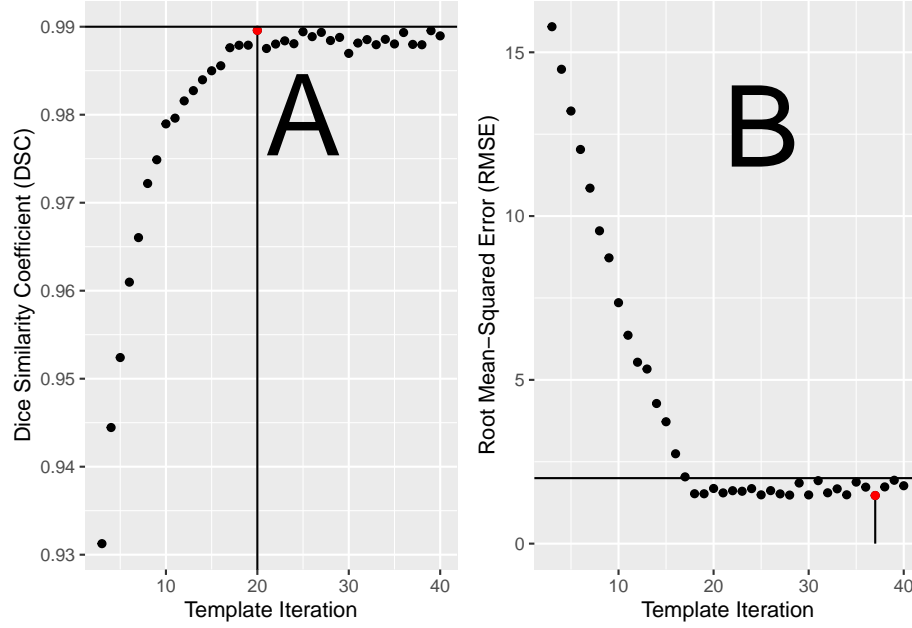 0.99
0.98
0.97
0.96
0.95
0.94
0.93
Dice Similarity Coefficient (DSC)
A
10 20 30 40
Template Iteration
15
10
5
0
Root Mean−Squared Error (RMSE)
B
10 20 30 40
Template Iteration